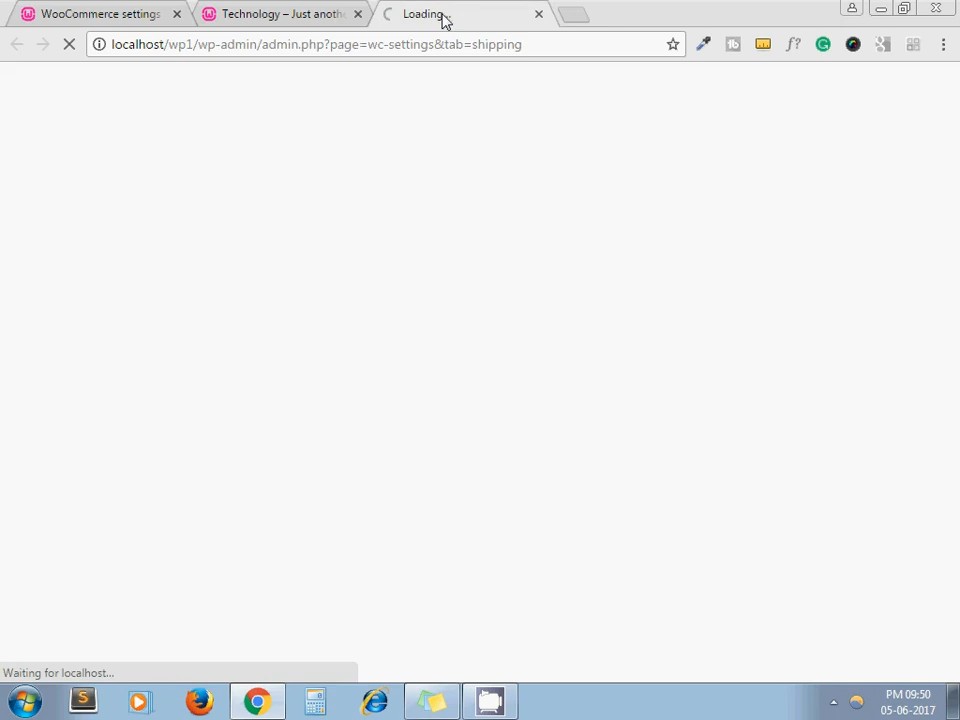 WooCommerce settings
Technology – Just anoth
Loading...
localhost/wp1/wp-admin/admin.php?page=wc-settings&tab=shipping
tb
f?
G
Waiting for localhost...
S
PM 09:50
05-06-2017